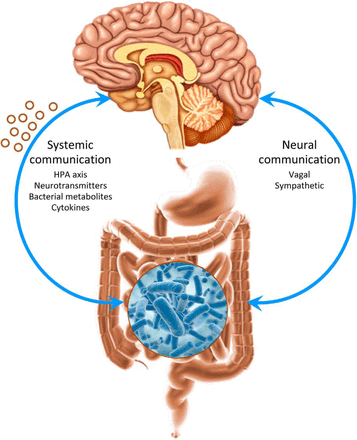 Systemic
communication
HPA axis
Neurotransmitters
Bacterial metabolites
Cytokines
Neural
communication
Vagal
Sympathetic